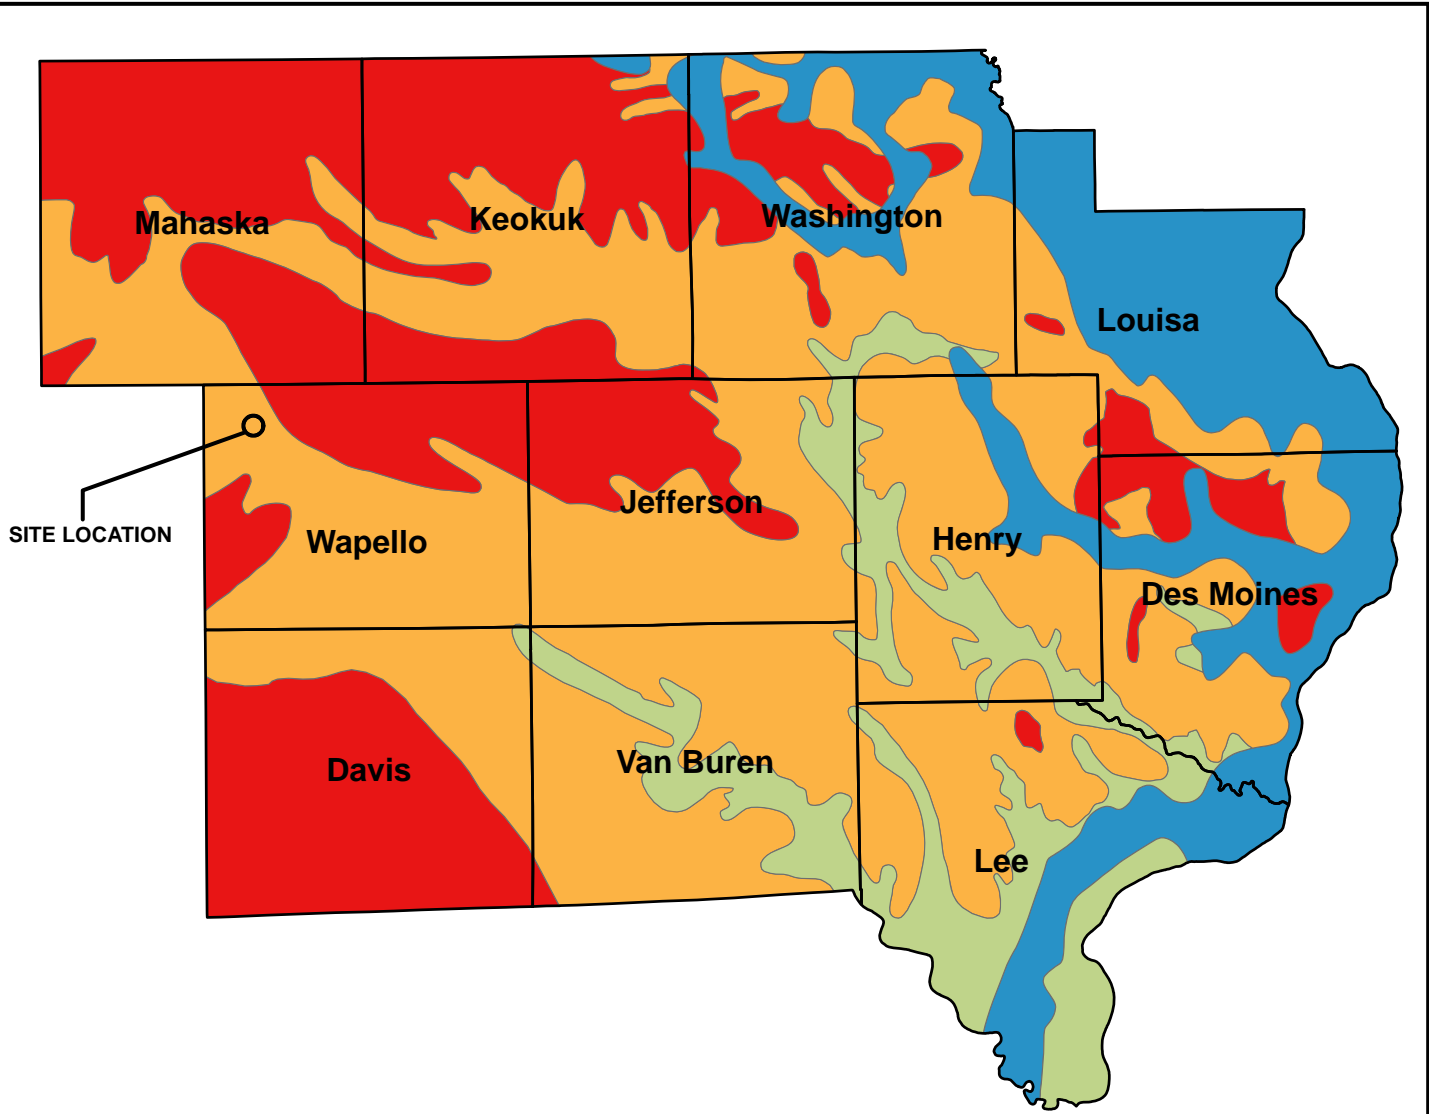 Mahaska
Keokuk
Washington
Louisa
SITE LOCATION
Wapello
Jefferson
Henry
Des Moines
Davis
Van Buren
Lee